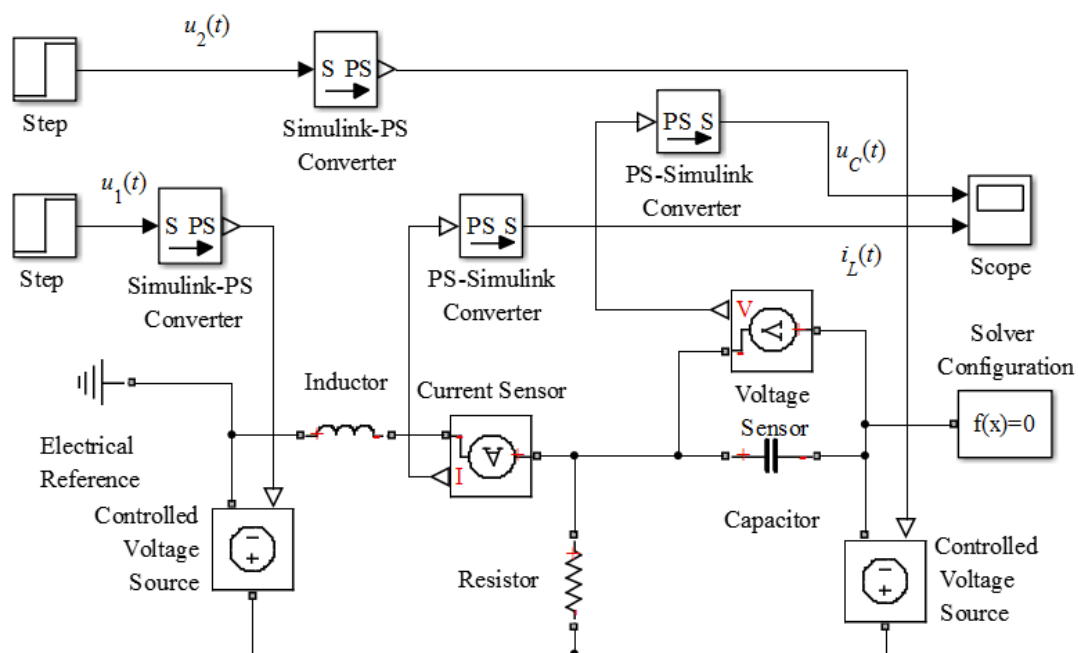 u2(t)
S PS
Step
Simulink-PS
Converter
PS S
uC(t)
PS-Simulink
Converter
u1(t)
S PS
PS S
Step
Simulink-PS
Converter
PS-Simulink
Converter
iL(t)
Scope
V
- V +
Voltage
Sensor
Solver
Configuration
f(x)=0
Inductor
+ -
Current Sensor
- A +
I
Electrical
Reference
+ -
Capacitor
Controlled
Voltage
Source
-
+
Resistor
+
-
-
+
Controlled
Voltage
Source